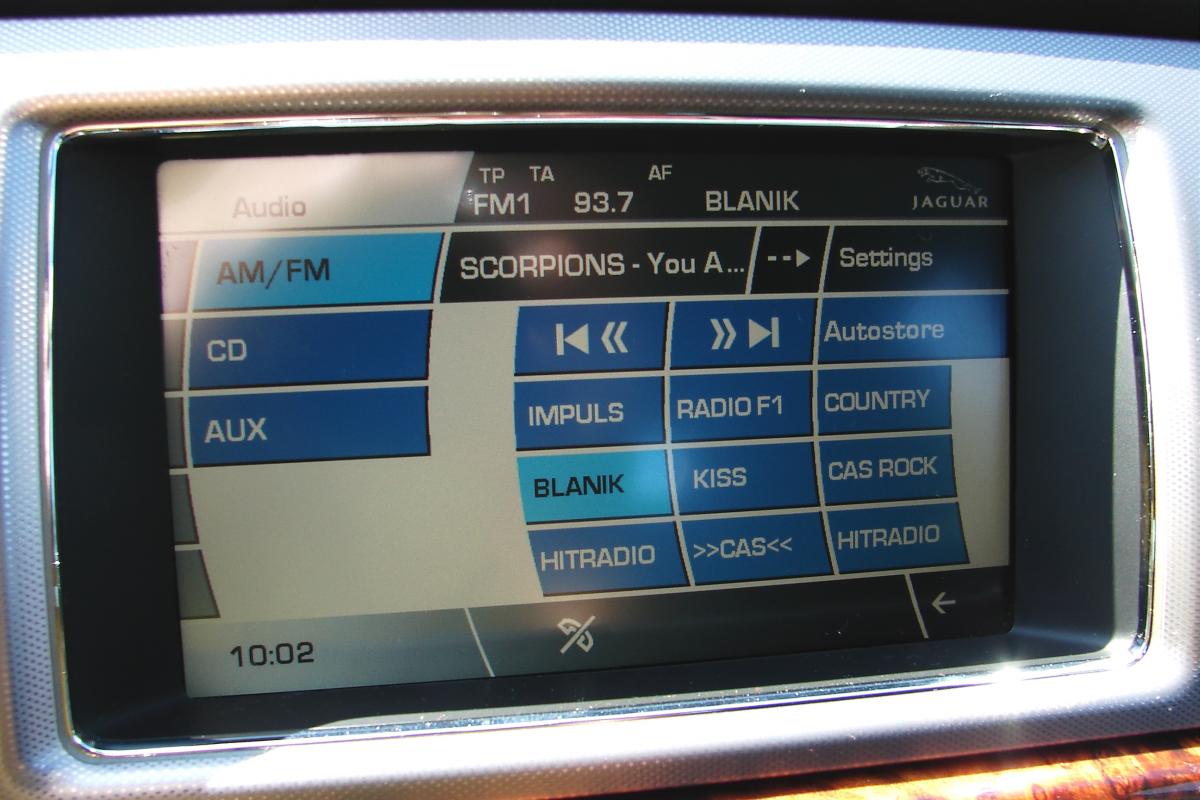 Audio
TP TA AF
FM1 93.7 BLANIK
JAGUAR
AM/FM
SCORPIONS - You A...
Settings
CD
Autostore
AUX
IMPULS RADIO F1 COUNTRY
BLANIK KISS CAS ROCK
HITRADIO >>CAS<< HITRADIO
10:02